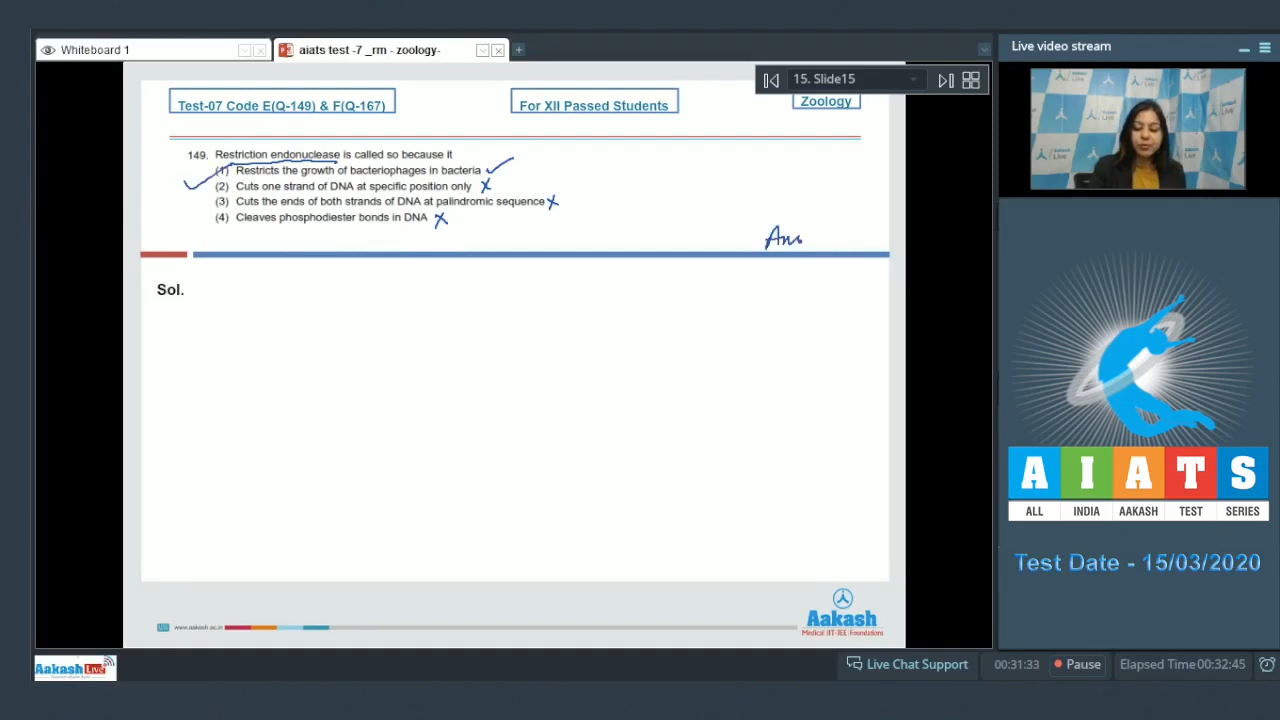 Whiteboard 1
aiats test -7 _rm - zoology-
Live video stream
15. Slide15
Test-07 Code E(Q-149) & F(Q-167)
For XII Passed Students
Zoology
149. Restriction endonuclease is called so because it
(1) Restricts the growth of bacteriophages in bacteria
(2) Cuts one strand of DNA at specific position only
(3) Cuts the ends of both strands of DNA at palindromic sequence
(4) Cleaves phosphodiester bonds in DNA
Ans
Sol.
A I A T S
ALL INDIA AAKASH TEST SERIES
Test Date - 15/03/2020
www.aakash.ac.in
Aakash
Medical|IIT-JEE|Foundations
Aakash Live
Live Chat Support
00:31:33
Pause
Elapsed Time 00:32:45